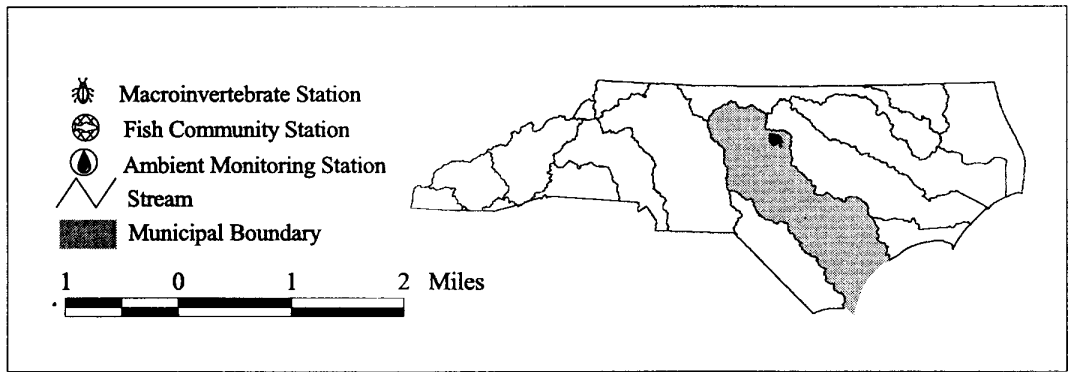 Macroinvertebrate Station
Fish Community Station
Ambient Monitoring Station
Stream
Municipal Boundary
1 0 1 2 Miles